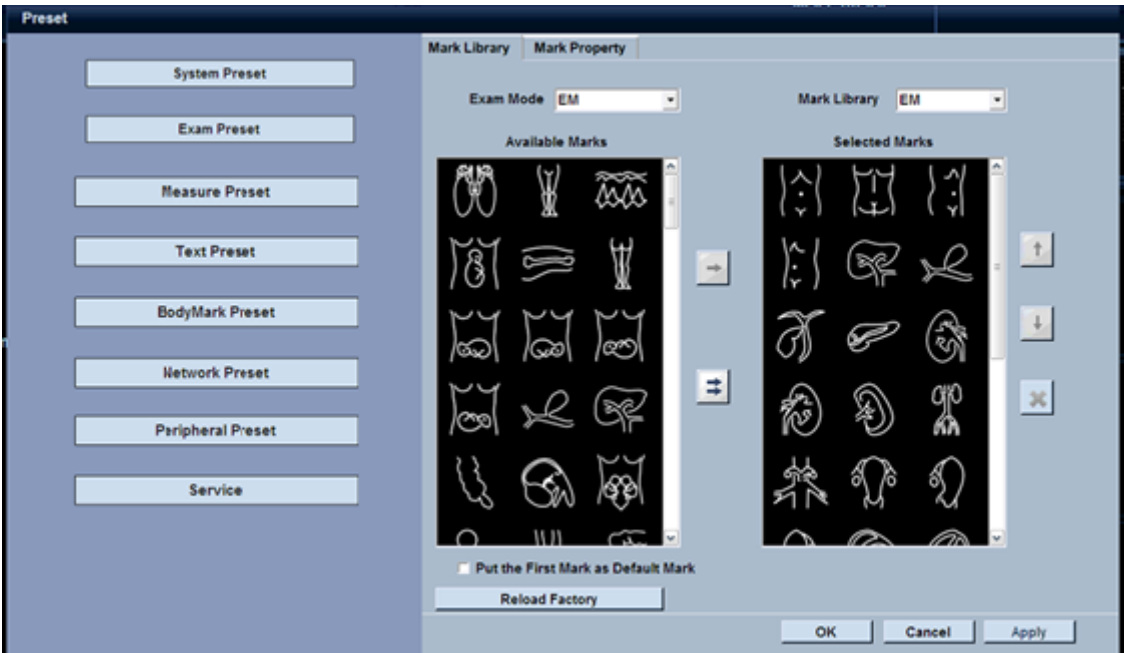 Preset
System Preset
Exam Preset
Measure Preset
Text Preset
BodyMark Preset
Network Preset
Peripheral Preset
Service
Mark Library Mark Property
Exam Mode EM Mark Library EM
Available Marks Selected Marks
Put the First Mark as Default Mark
Reload Factory
OK Cancel Apply